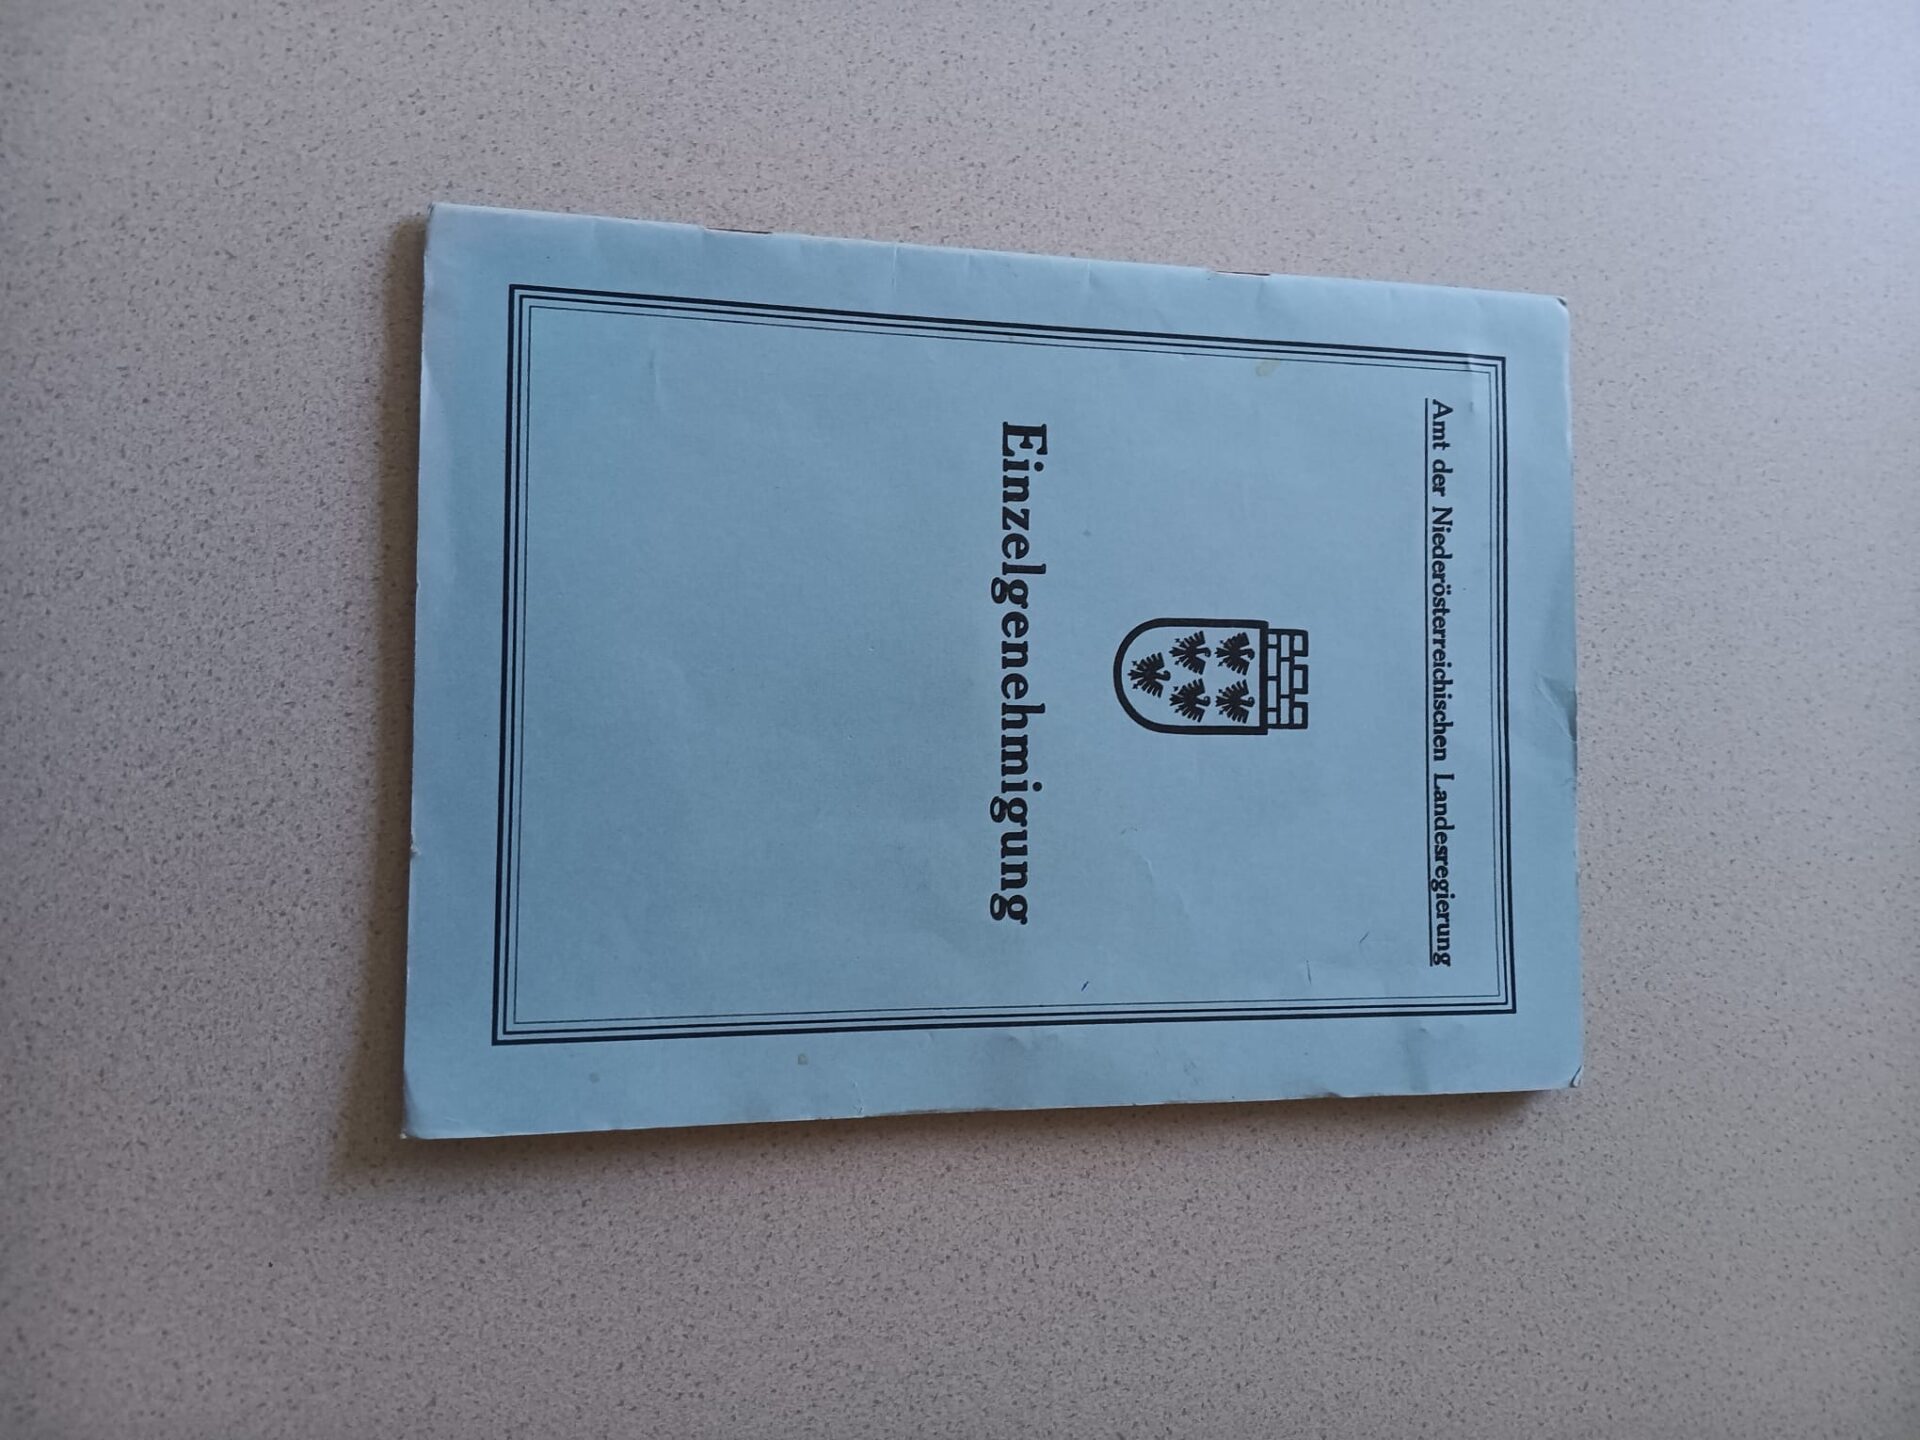 Amt der Niederösterreichischen Landesregierung
Einzelgenehmigung